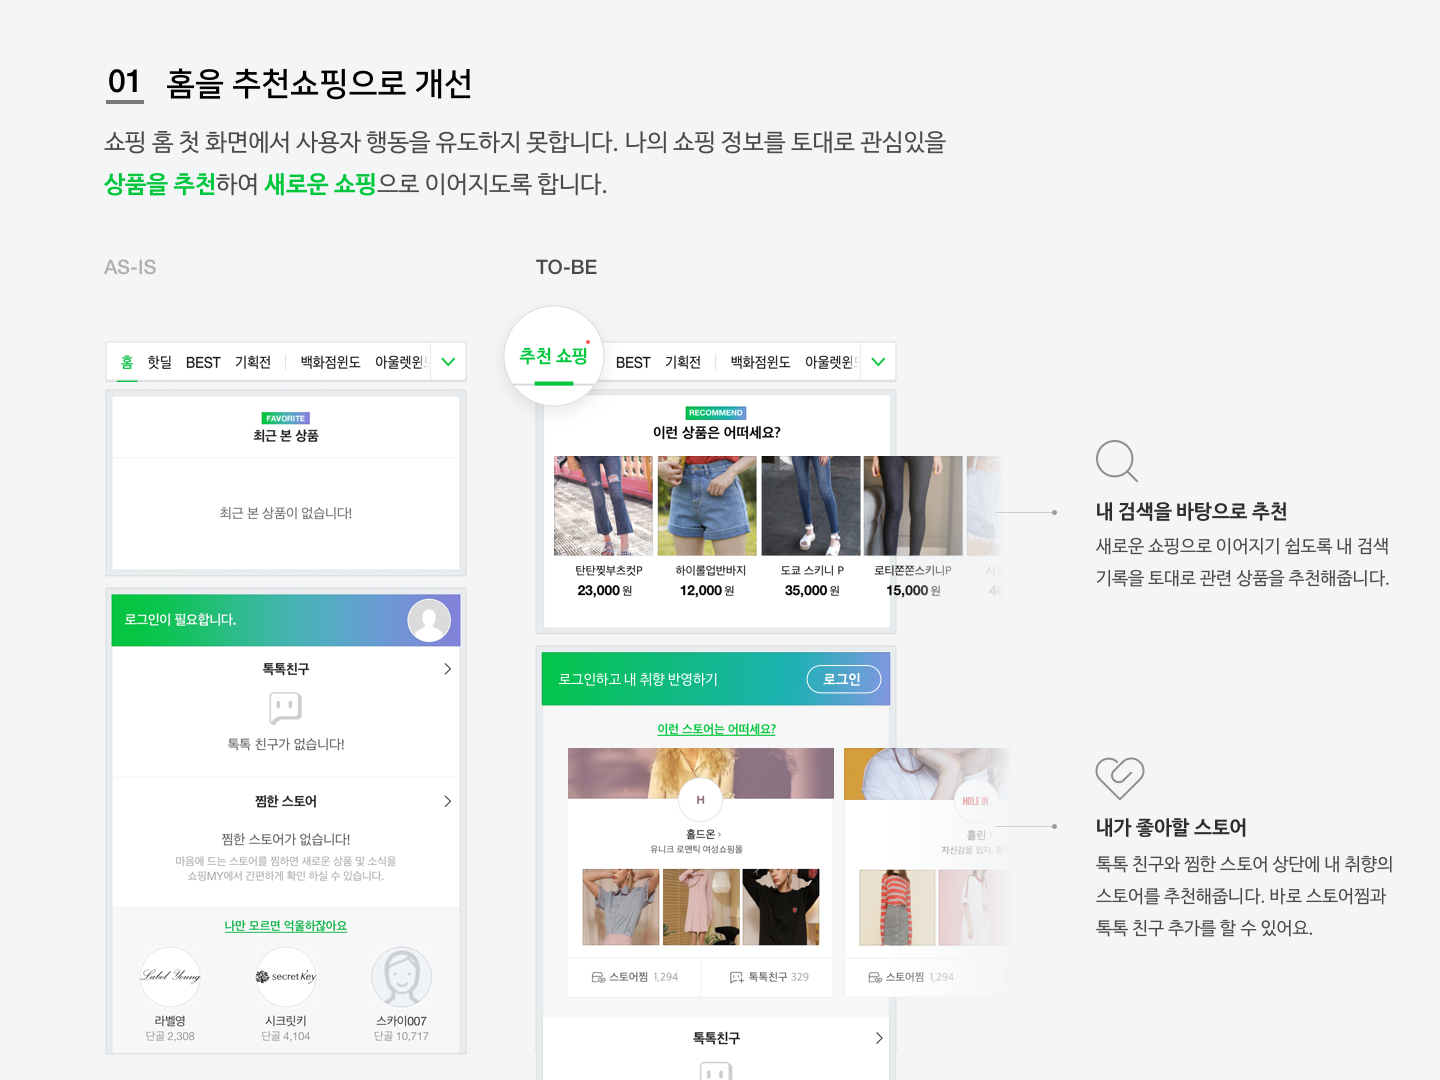 01 홈을 추천쇼핑으로 개선
쇼핑 홈 첫 화면에서 사용자 행동을 유도하지 못합니다. 나의 쇼핑 정보를 토대로 관심있을
상품을 추천하여 새로운 쇼핑으로 이어지도록 합니다.
AS-IS
홈 핫딜 BEST 기획전 백화점윈도 아울렛윈
FAVORITE
최근 본 상품
최근 본 상품이 없습니다!
로그인이 필요합니다.
톡톡친구
톡톡 친구가 없습니다!
찜한 스토어
찜한 스토어가 없습니다!
마음에 드는 스토어를 찜하면 새로운 상품 및 소식을
쇼핑MY에서 간편하게 확인 하실 수 있습니다.
나만 모르면 억울하잖아요
Label Young secret Key
라벨영 시크릿키 스카이007
단골 2,308 단골 4,104 단골 10,717
TO-BE
추천 쇼핑 BEST 기획전 백화점윈도 아울렛윈
RECOMMEND
이런 상품은 어떠세요?
탄탄찢부츠컷P 하이롤업반바지 도쿄 스키니 P 로티쫀쫀스키니P
23,000 원 12,000 원 35,000 원 15,000 원 40
로그인하고 내 취향 반영하기 로그인
이런 스토어는 어떠세요?
H HOLE IN
홀드온 › 홀린 ›
유니크 로맨틱 여성쇼핑몰 자신감을 입자.
스토어찜 1,294 톡톡친구 329 스토어찜 1,294
톡톡친구
내 검색을 바탕으로 추천
새로운 쇼핑으로 이어지기 쉽도록 내 검색
기록을 토대로 관련 상품을 추천해줍니다.
내가 좋아할 스토어
톡톡 친구와 찜한 스토어 상단에 내 취향의
스토어를 추천해줍니다. 바로 스토어찜과
톡톡 친구 추가를 할 수 있어요.